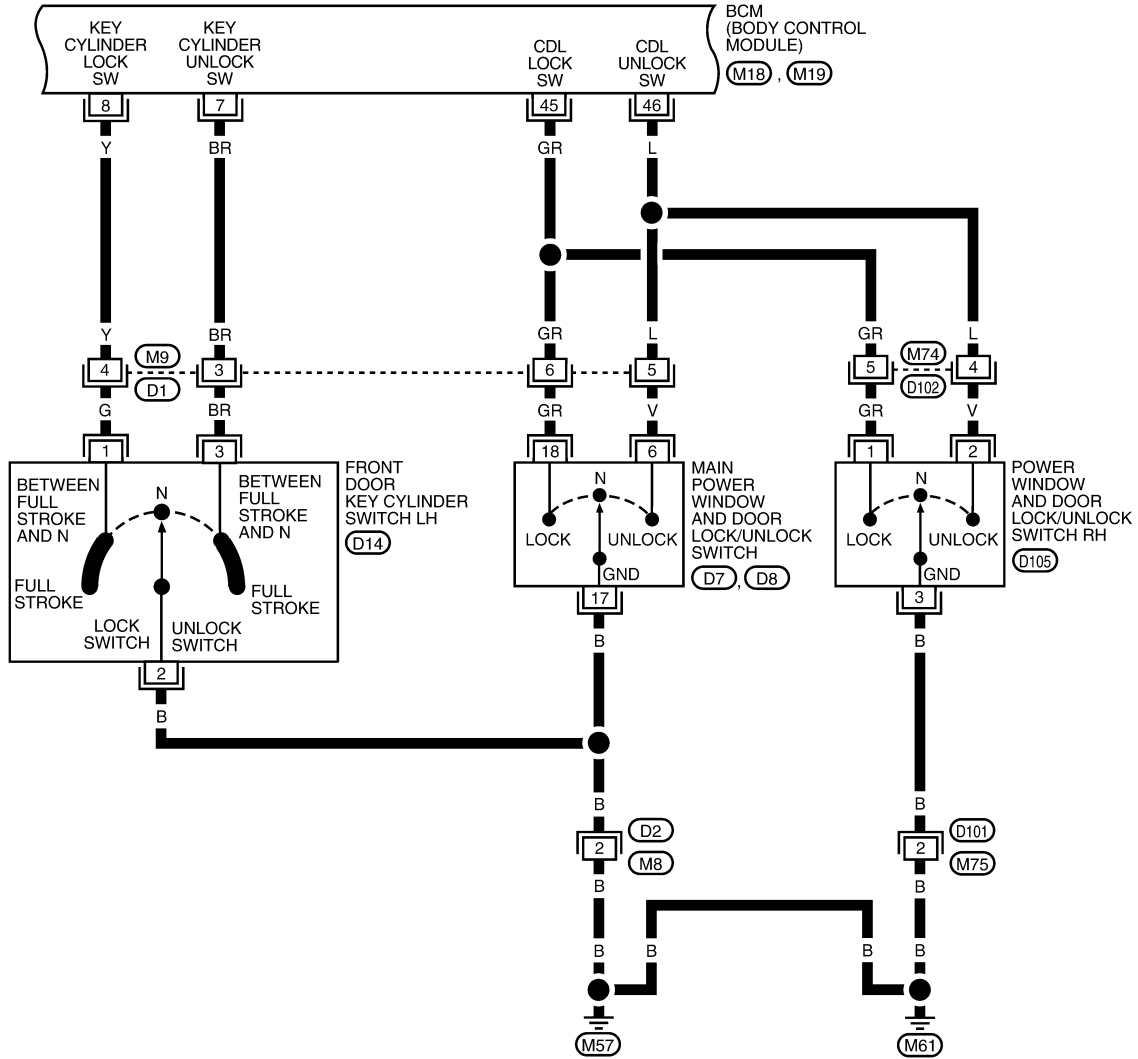 BCM
(BODY CONTROL
MODULE)
M18 , M19
KEY
CYLINDER
LOCK
SW
KEY
CYLINDER
UNLOCK
SW
CDL
LOCK
SW
CDL
UNLOCK
SW
8
7
45
46
Y
BR
GR
L
Y
BR
GR
L
GR
L
4
M9
D1
3
6
5
5
M74
D102
4
G
BR
GR
V
GR
V
1
3
18
6
1
2
BETWEEN
FULL
STROKE
AND N
N
BETWEEN
FULL
STROKE
AND N
FULL
STROKE
FULL
STROKE
LOCK
SWITCH
UNLOCK
SWITCH
FRONT
DOOR
KEY CYLINDER
SWITCH LH
D14
N
LOCK
UNLOCK
GND
MAIN
POWER
WINDOW
AND DOOR
LOCK/UNLOCK
SWITCH
D7 , D8
N
LOCK
UNLOCK
GND
POWER
WINDOW
AND DOOR
LOCK/UNLOCK
SWITCH RH
D105
2
17
3
B
B
B
B
B
2
D2
M8
2
D101
M75
B
B
B
B
B
B
M57
M61